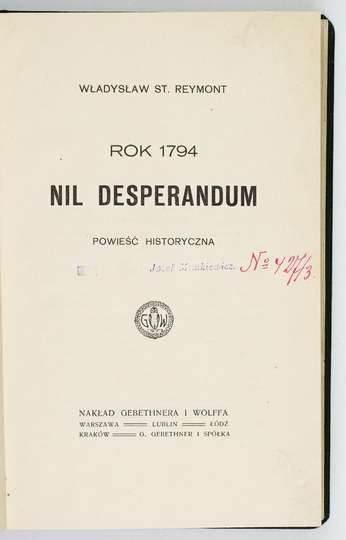 WŁADYSŁAW ST. REYMONT
ROK 1794
NIL DESPERANDUM
POWIEŚĆ HISTORYCZNA
Józef № 427/3.
G W
NAKŁAD GEBETHNERA I WOLFFA
WARSZAWA LUBLIN ŁÓDŹ
KRAKÓW G. GEBETHNER I SPÓŁKA